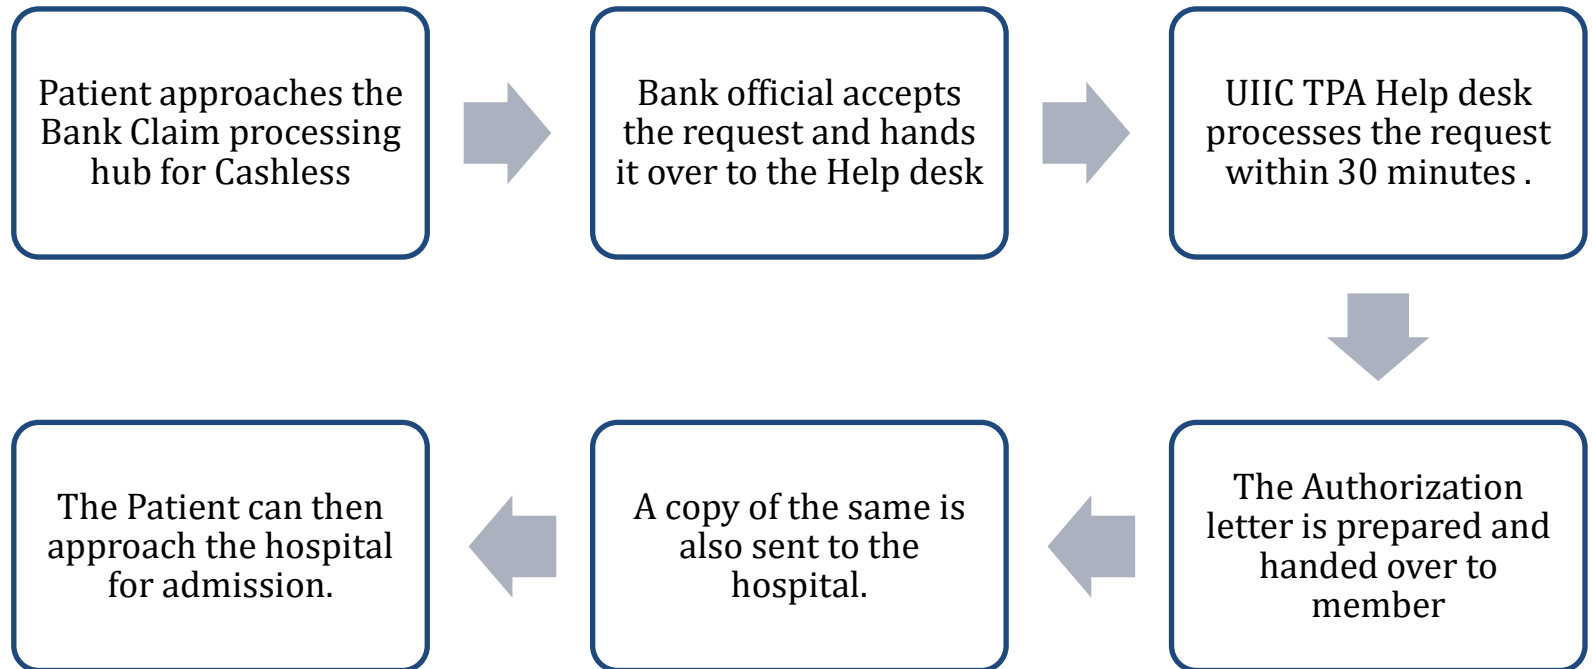 Patient approaches the
Bank Claim processing
hub for Cashless
Bank official accepts
the request and hands
it over to the Help desk
UIIC TPA Help desk
processes the request
within 30 minutes .
The Authorization
letter is prepared and
handed over to
member
A copy of the same is
also sent to the
hospital.
The Patient can then
approach the hospital
for admission.